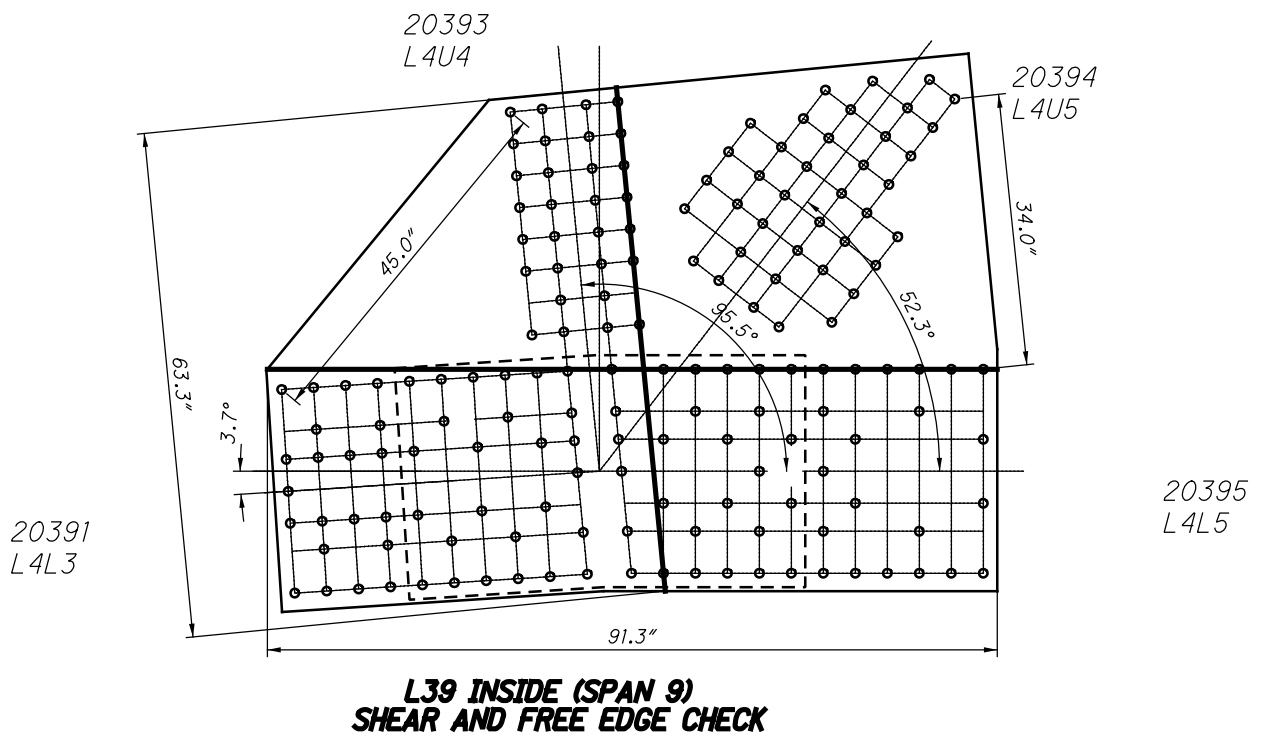 20393
L4U4
20394
L4U5
45.0"
34.0"
63.3"
95.5°
52.3°
3.7°
20391
L4L3
20395
L4L5
91.3"
L39 INSIDE (SPAN 9)
SHEAR AND FREE EDGE CHECK